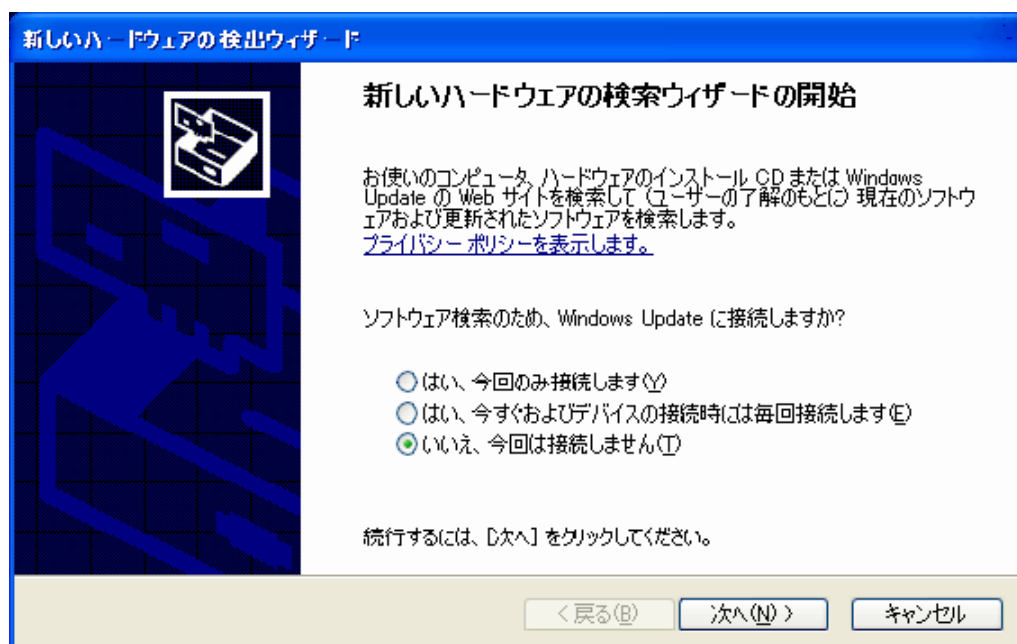 新しいハードウェアの検出ウィザード
新しいハードウェアの検索ウィザードの開始
お使いのコンピュータ、ハードウェアのインストール CD または Windows
Update の Web サイトを検索して (ユーザーの了解のもとに) 現在のソフトウ
ェアおよび更新されたソフトウェアを検索します。
プライバシー ポリシーを表示します。
ソフトウェア検索のため、Windows Update に接続しますか?
はい、今回のみ接続します(Y)
はい、今すぐおよびデバイスの接続時には毎回接続します(E)
いいえ、今回は接続しません(T)
続行するには、[次へ] をクリックしてください。
< 戻る(B)
次へ(N) >
キャンセル